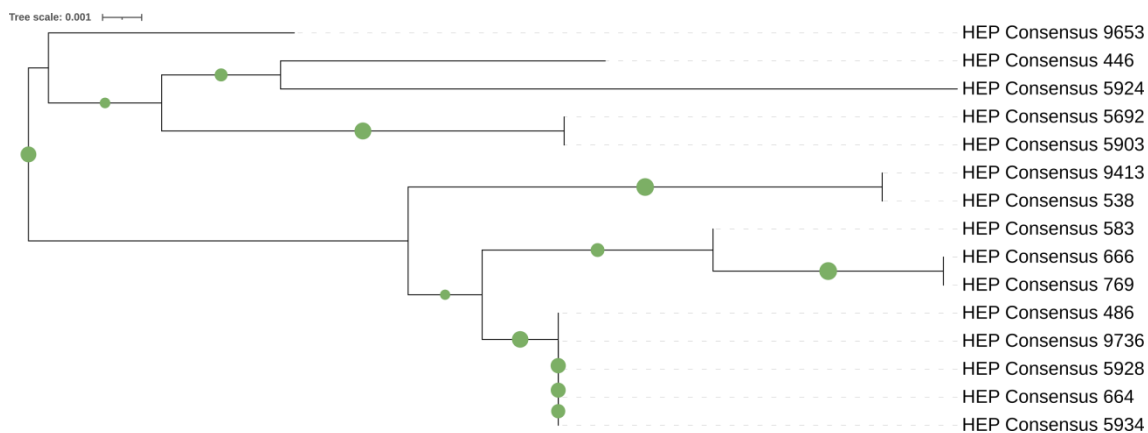 Tree scale: 0.001
HEP Consensus 9653
HEP Consensus 446
HEP Consensus 5924
HEP Consensus 5692
HEP Consensus 5903
HEP Consensus 9413
HEP Consensus 538
HEP Consensus 583
HEP Consensus 666
HEP Consensus 769
HEP Consensus 486
HEP Consensus 9736
HEP Consensus 5928
HEP Consensus 664
HEP Consensus 5934